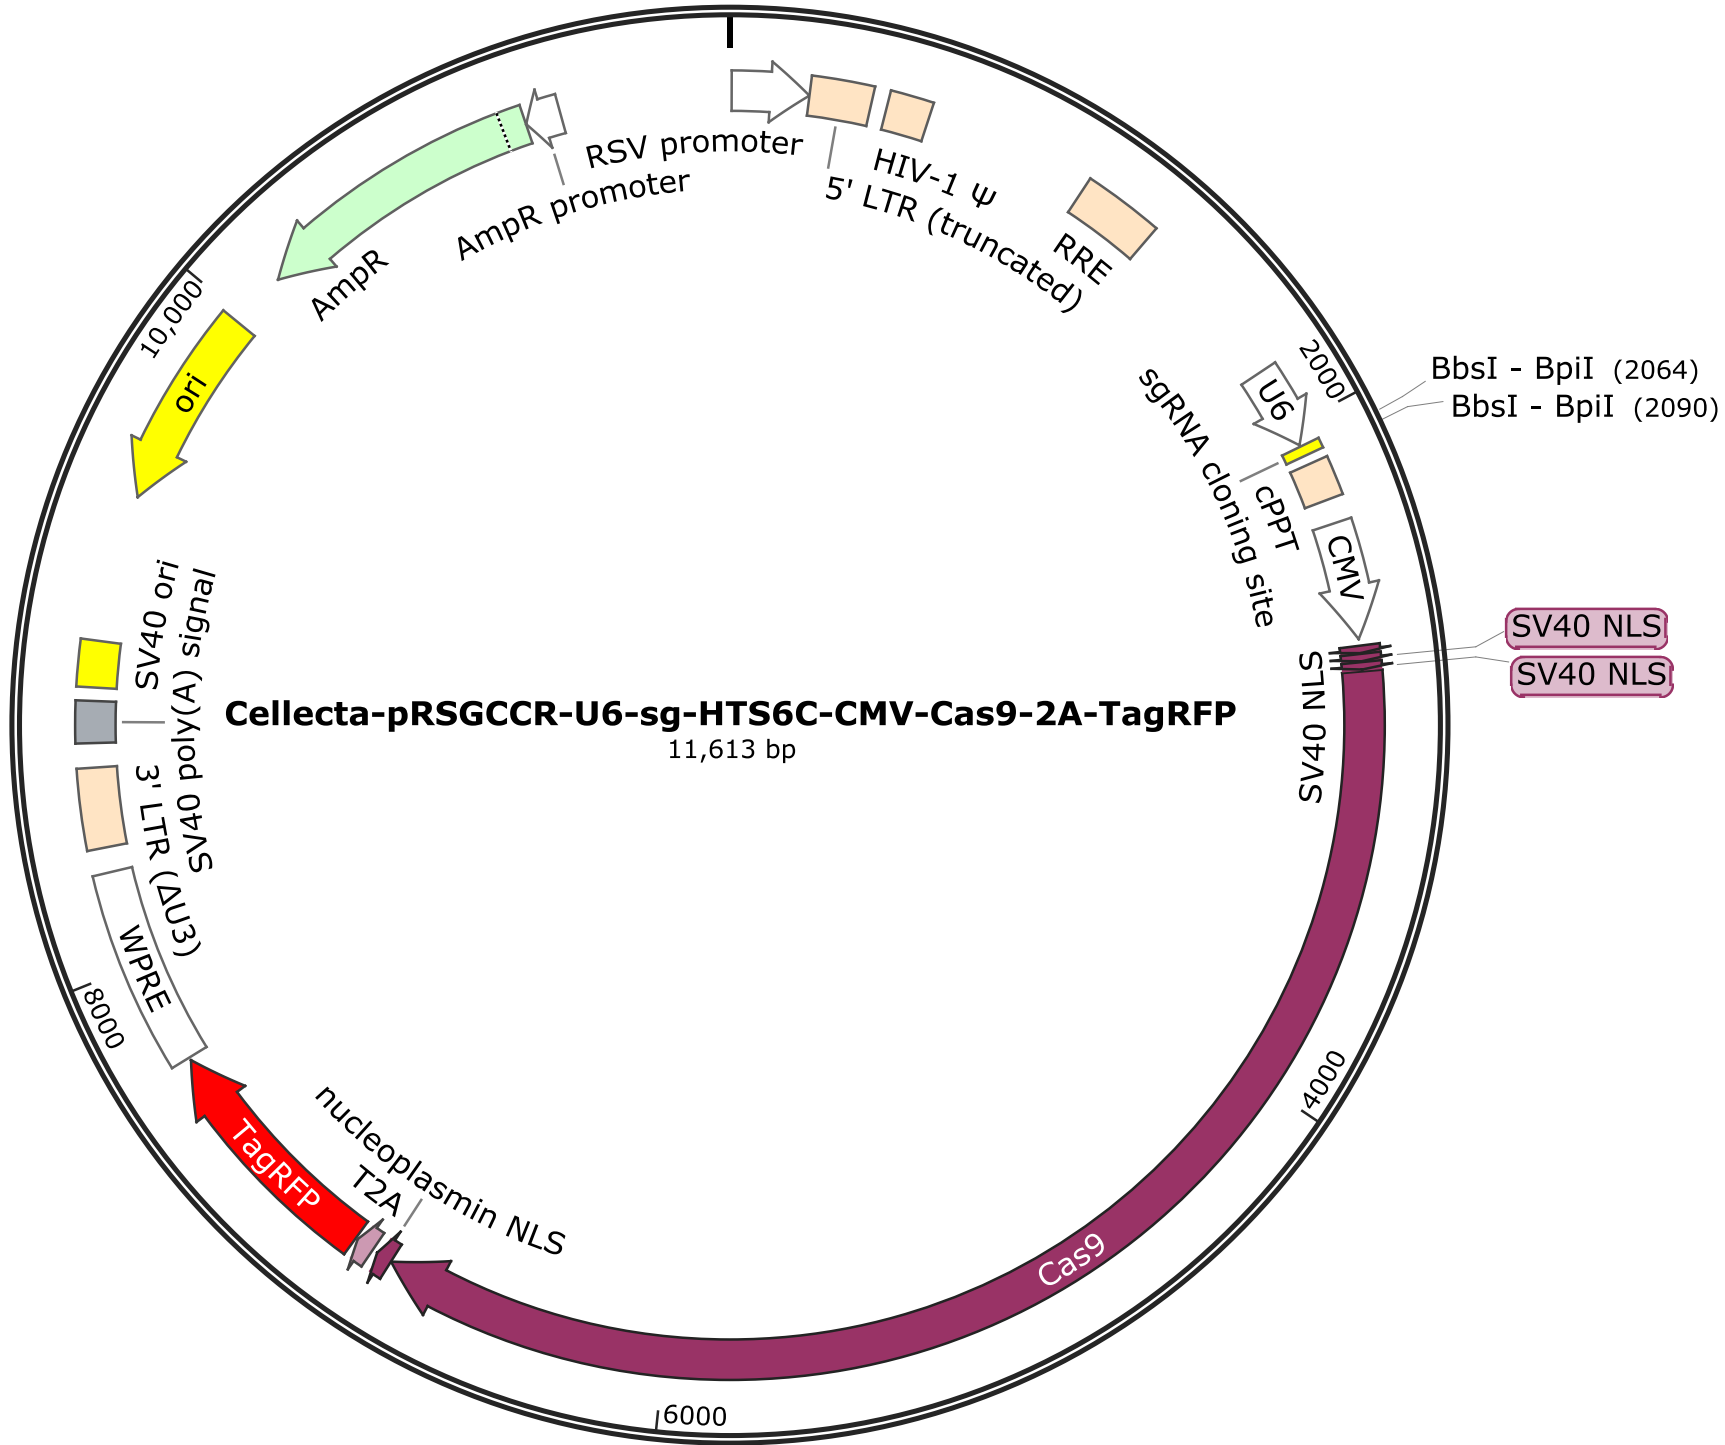 RSV promoter
5' LTR (truncated)
HIV-1 Ψ
RRE
U6
2000
BbsI - BpiI (2064)
BbsI - BpiI (2090)
sgRNA cloning site
cPPT
CMV
SV40 NLS
SV40 NLS
SV40 NLS
4000
Cas9
6000
nucleoplasmin NLS
T2A
TagRFP
8000
WPRE
3' LTR (ΔU3)
SV40 poly(A) signal
SV40 ori
ori
10,000
AmpR
AmpR promoter
Cellecta-pRSGCCR-U6-sg-HTS6C-CMV-Cas9-2A-TagRFP
11,613 bp